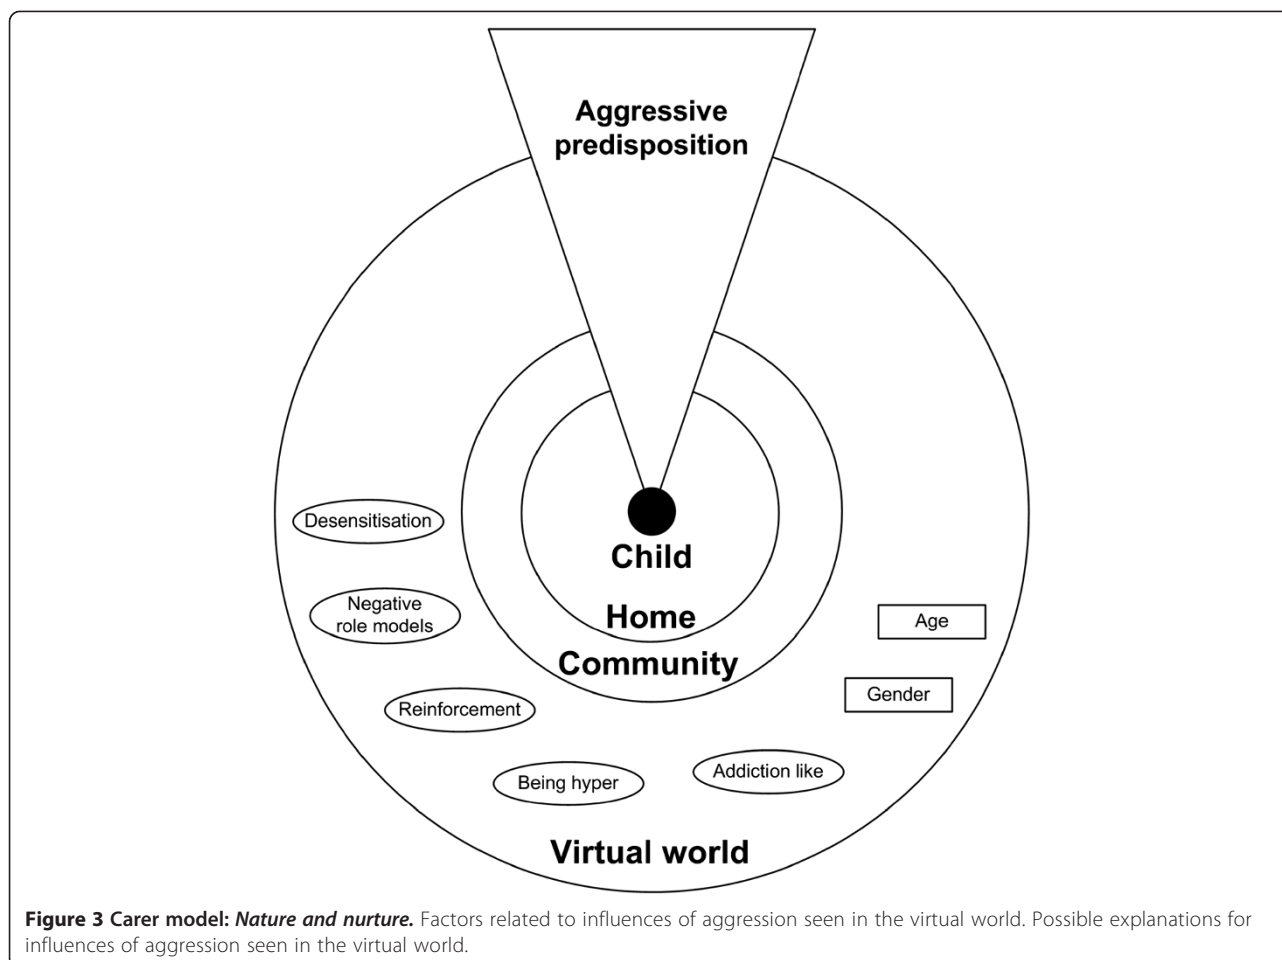 Aggressive
predisposition
Desensitisation
Child
Negative
role models
Home
Age
Community
Gender
Reinforcement
Being hyper
Addiction like
Virtual world
Figure 3 Carer model: Nature and nurture. Factors related to influences of aggression seen in the virtual world. Possible explanations for
influences of aggression seen in the virtual world.